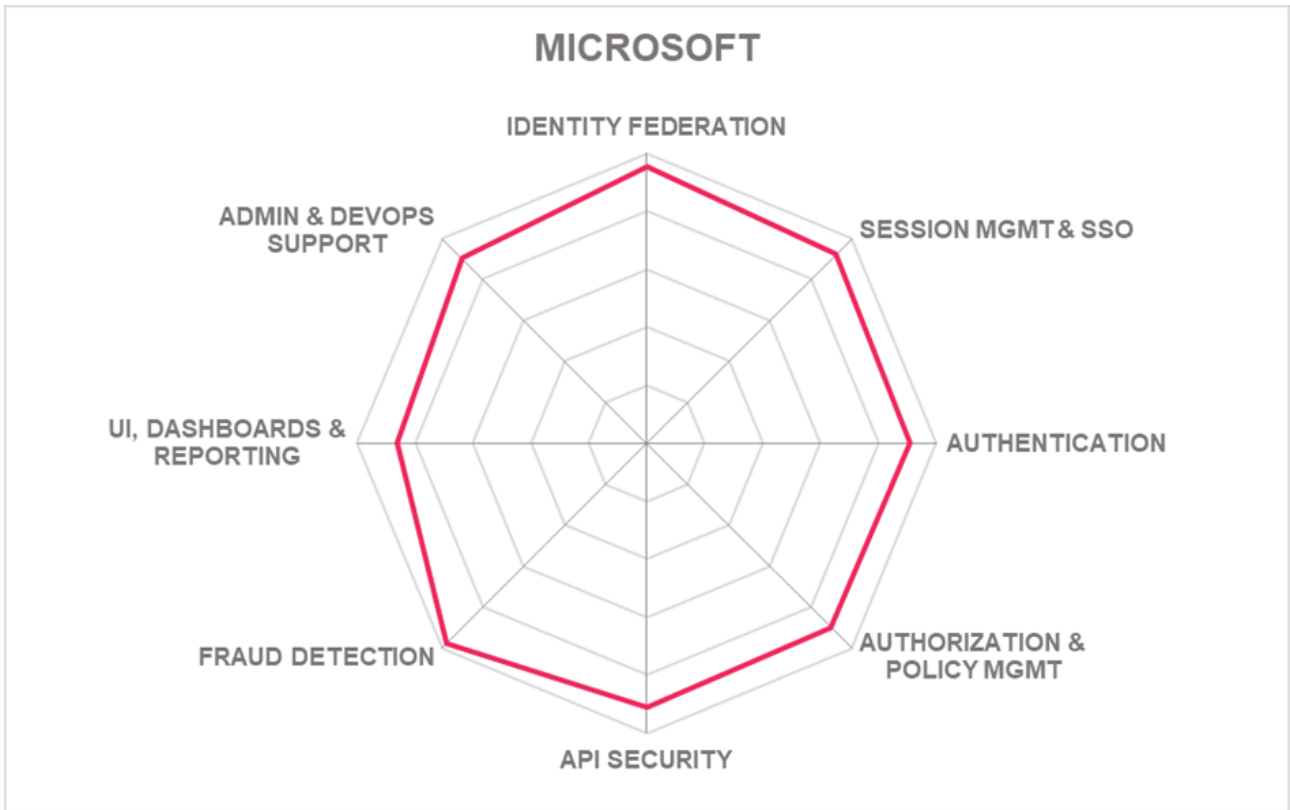 MICROSOFT
IDENTITY FEDERATION
SESSION MGMT & SSO
AUTHENTICATION
AUTHORIZATION &
POLICY MGMT
API SECURITY
FRAUD DETECTION
UI, DASHBOARDS &
REPORTING
ADMIN & DEVOPS
SUPPORT